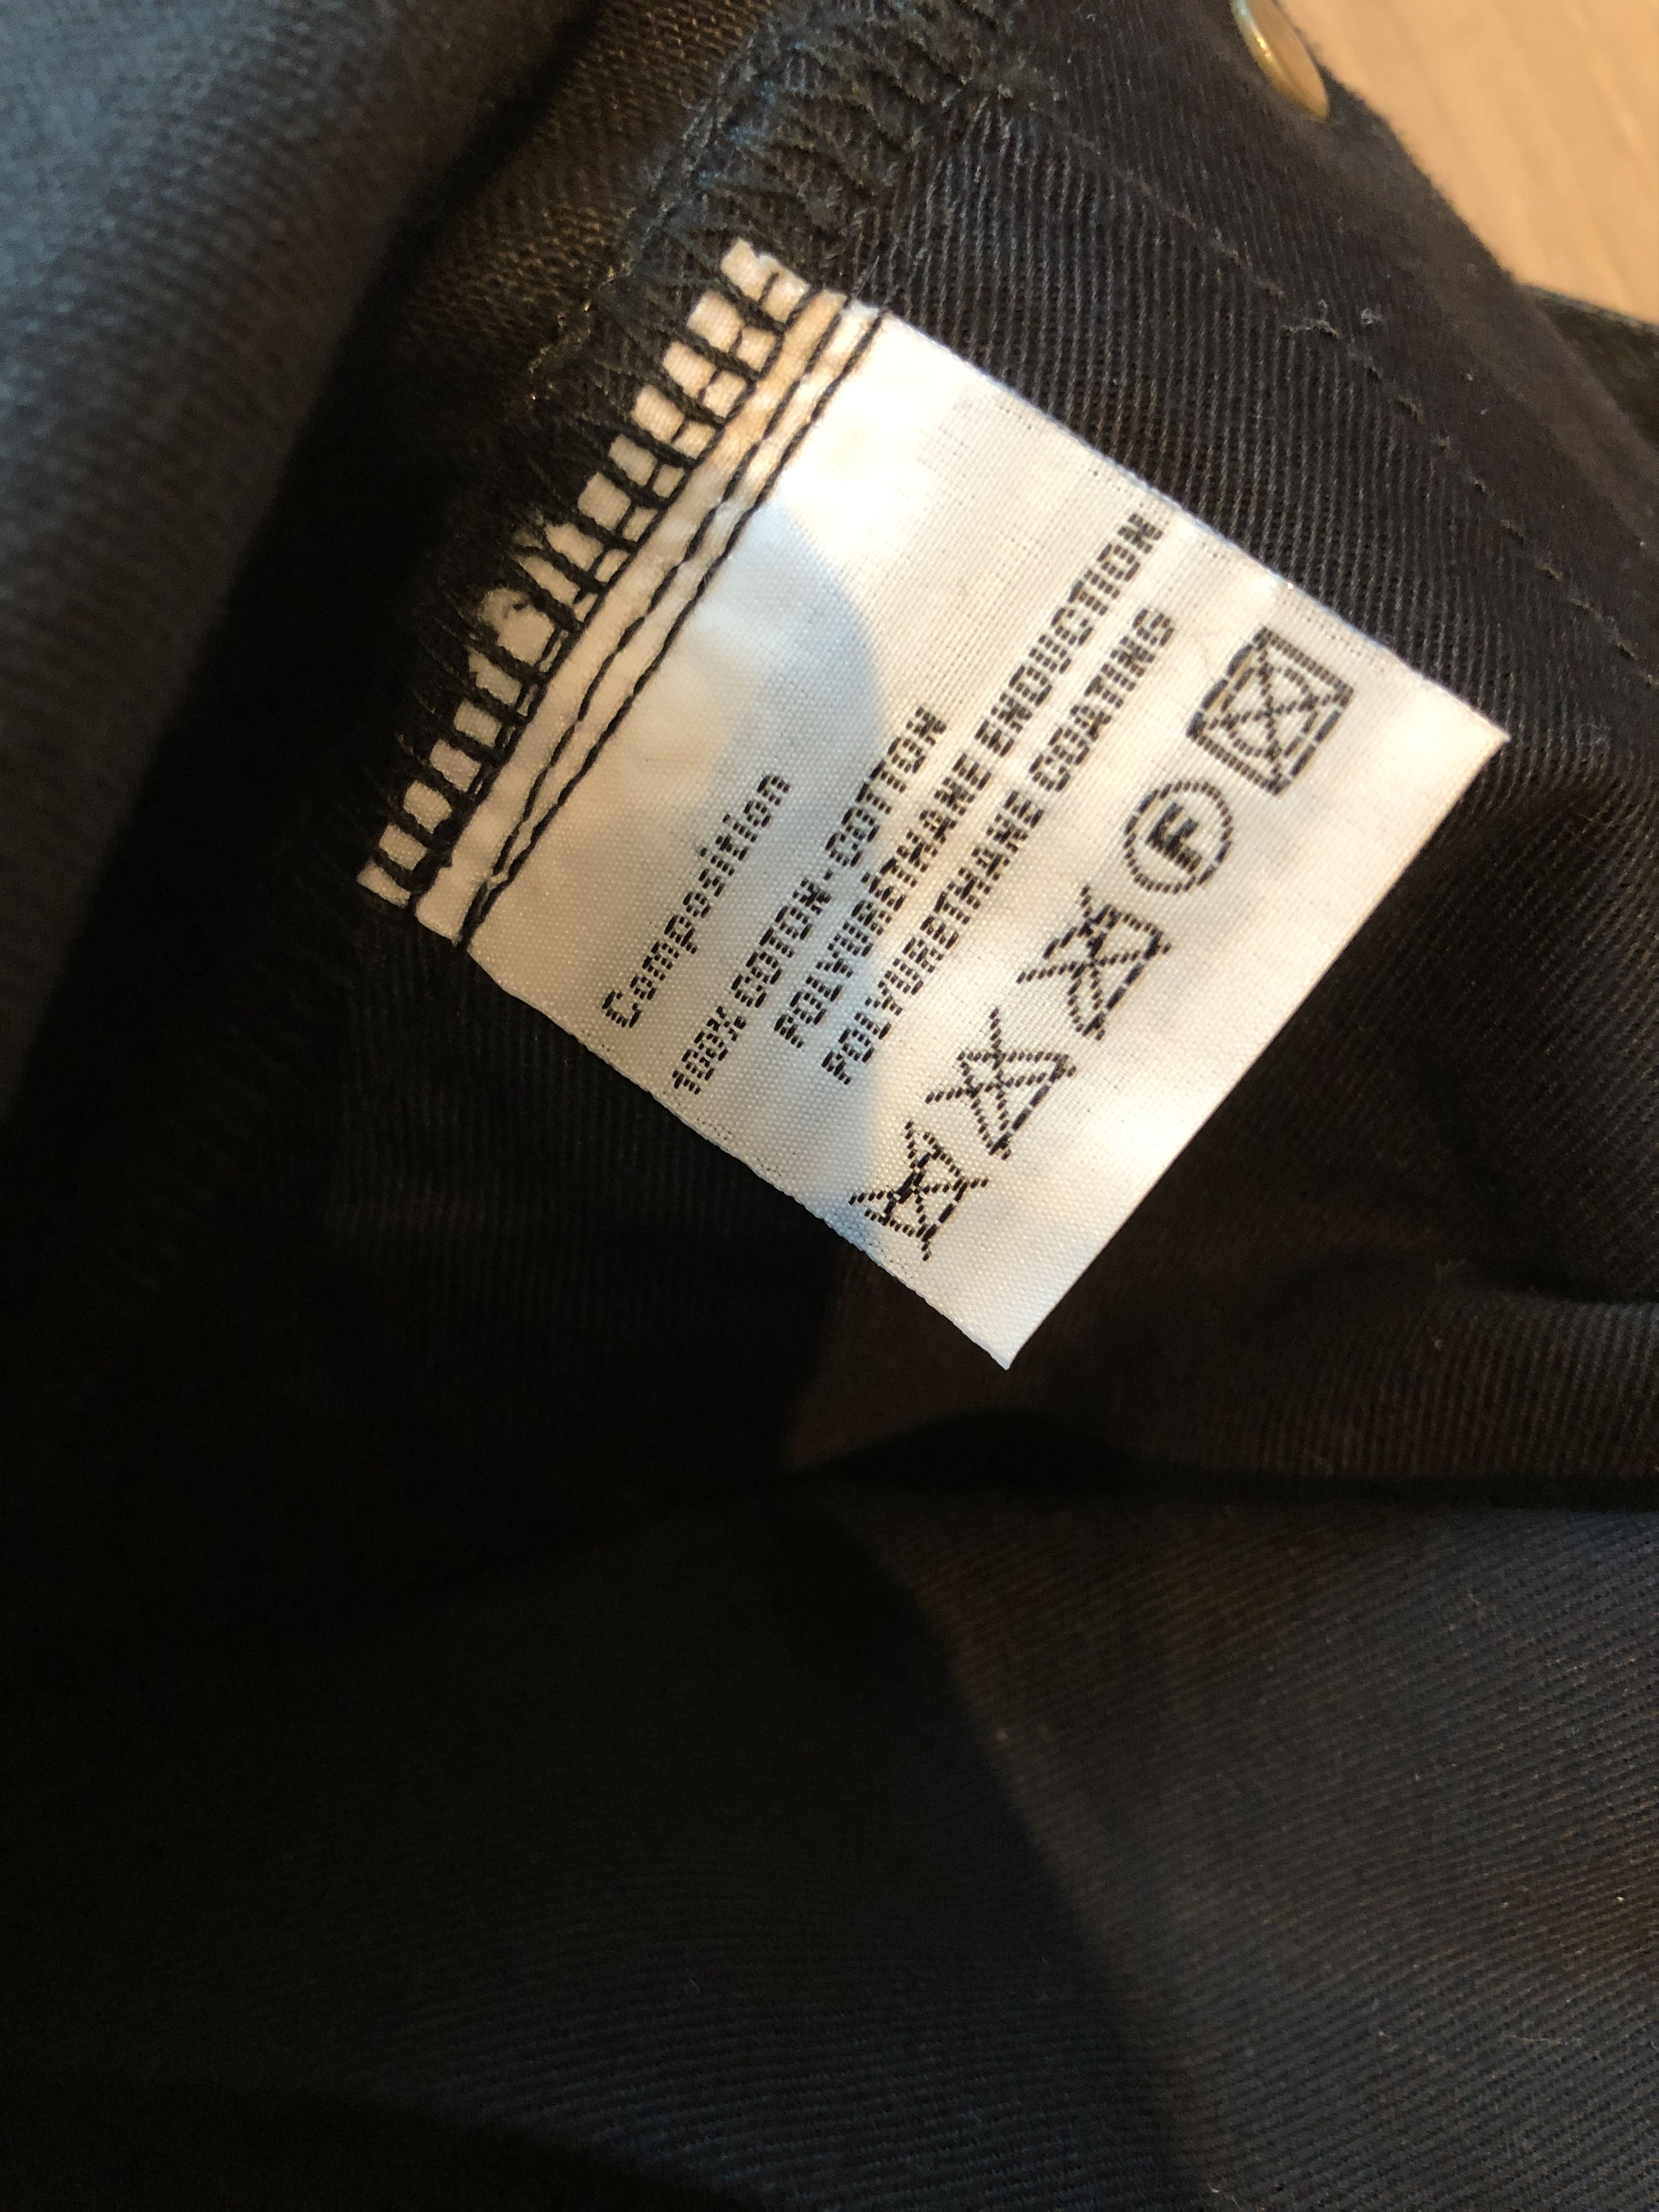 Composition
100% COTON-COTTON
POLYURETHANE ENDUCTION
POLYURETHANE COATING
F